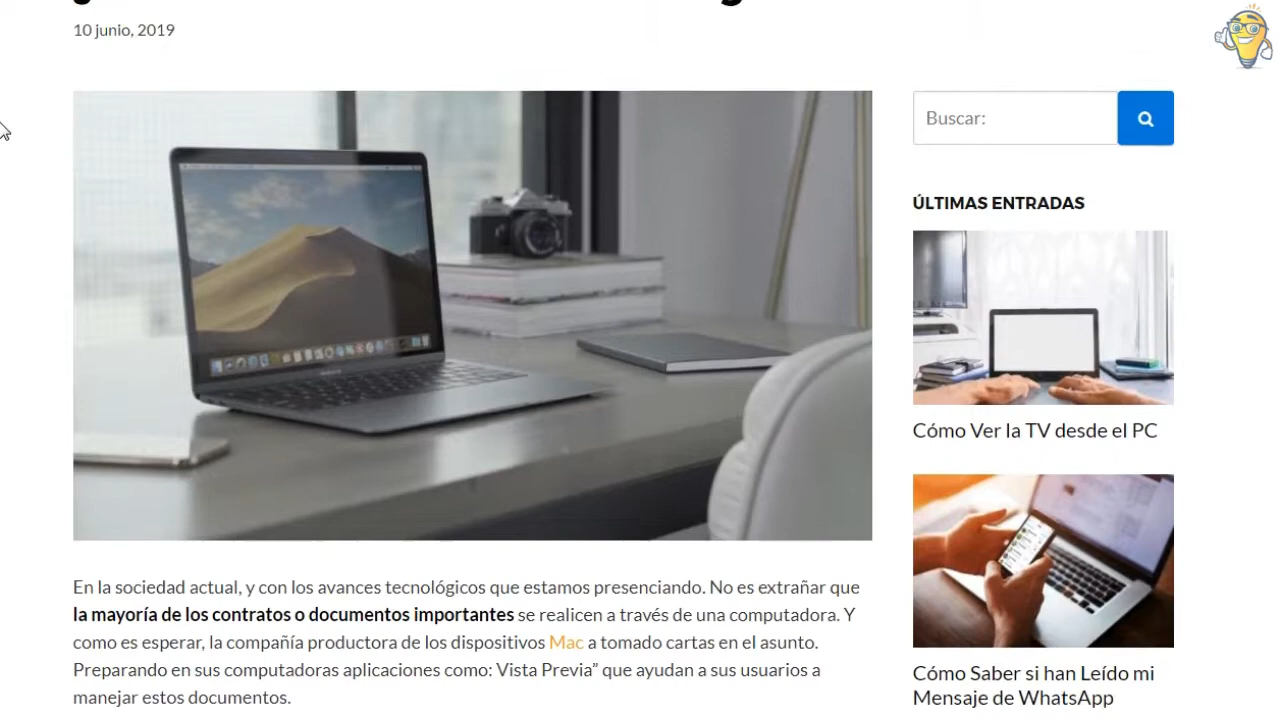 10 junio, 2019
Buscar:
ÚLTIMAS ENTRADAS
Cómo Ver la TV desde el PC
Cómo Saber si han Leído mi
Mensaje de WhatsApp
En la sociedad actual, y con los avances tecnológicos que estamos presenciando. No es extrañar que
la mayoría de los contratos o documentos importantes se realicen a través de una computadora. Y
como es esperar, la compañía productora de los dispositivos Mac a tomado cartas en el asunto.
Preparando en sus computadoras aplicaciones como: Vista Previa” que ayudan a sus usuarios a
manejar estos documentos.